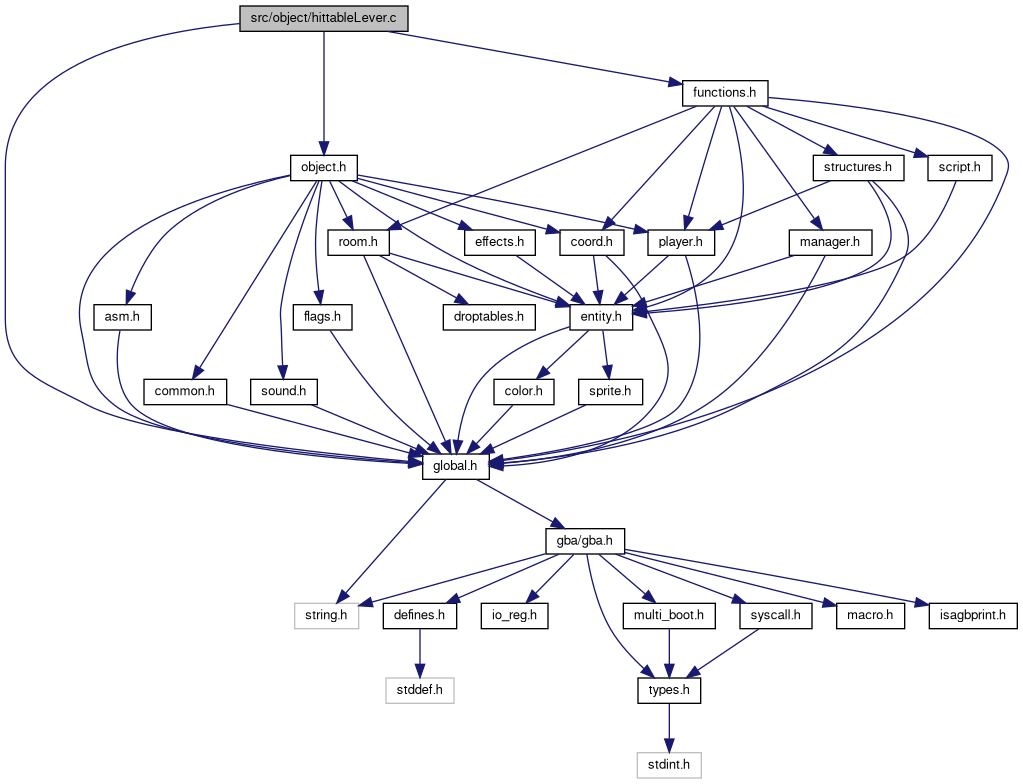 src/object/hittableLever.c
functions.h
object.h
structures.h
script.h
room.h
effects.h
coord.h
player.h
manager.h
asm.h
flags.h
droptables.h
entity.h
common.h
sound.h
color.h
sprite.h
global.h
gba/gba.h
string.h
defines.h
io_reg.h
multi_boot.h
syscall.h
macro.h
isagbprint.h
stddef.h
types.h
stdint.h